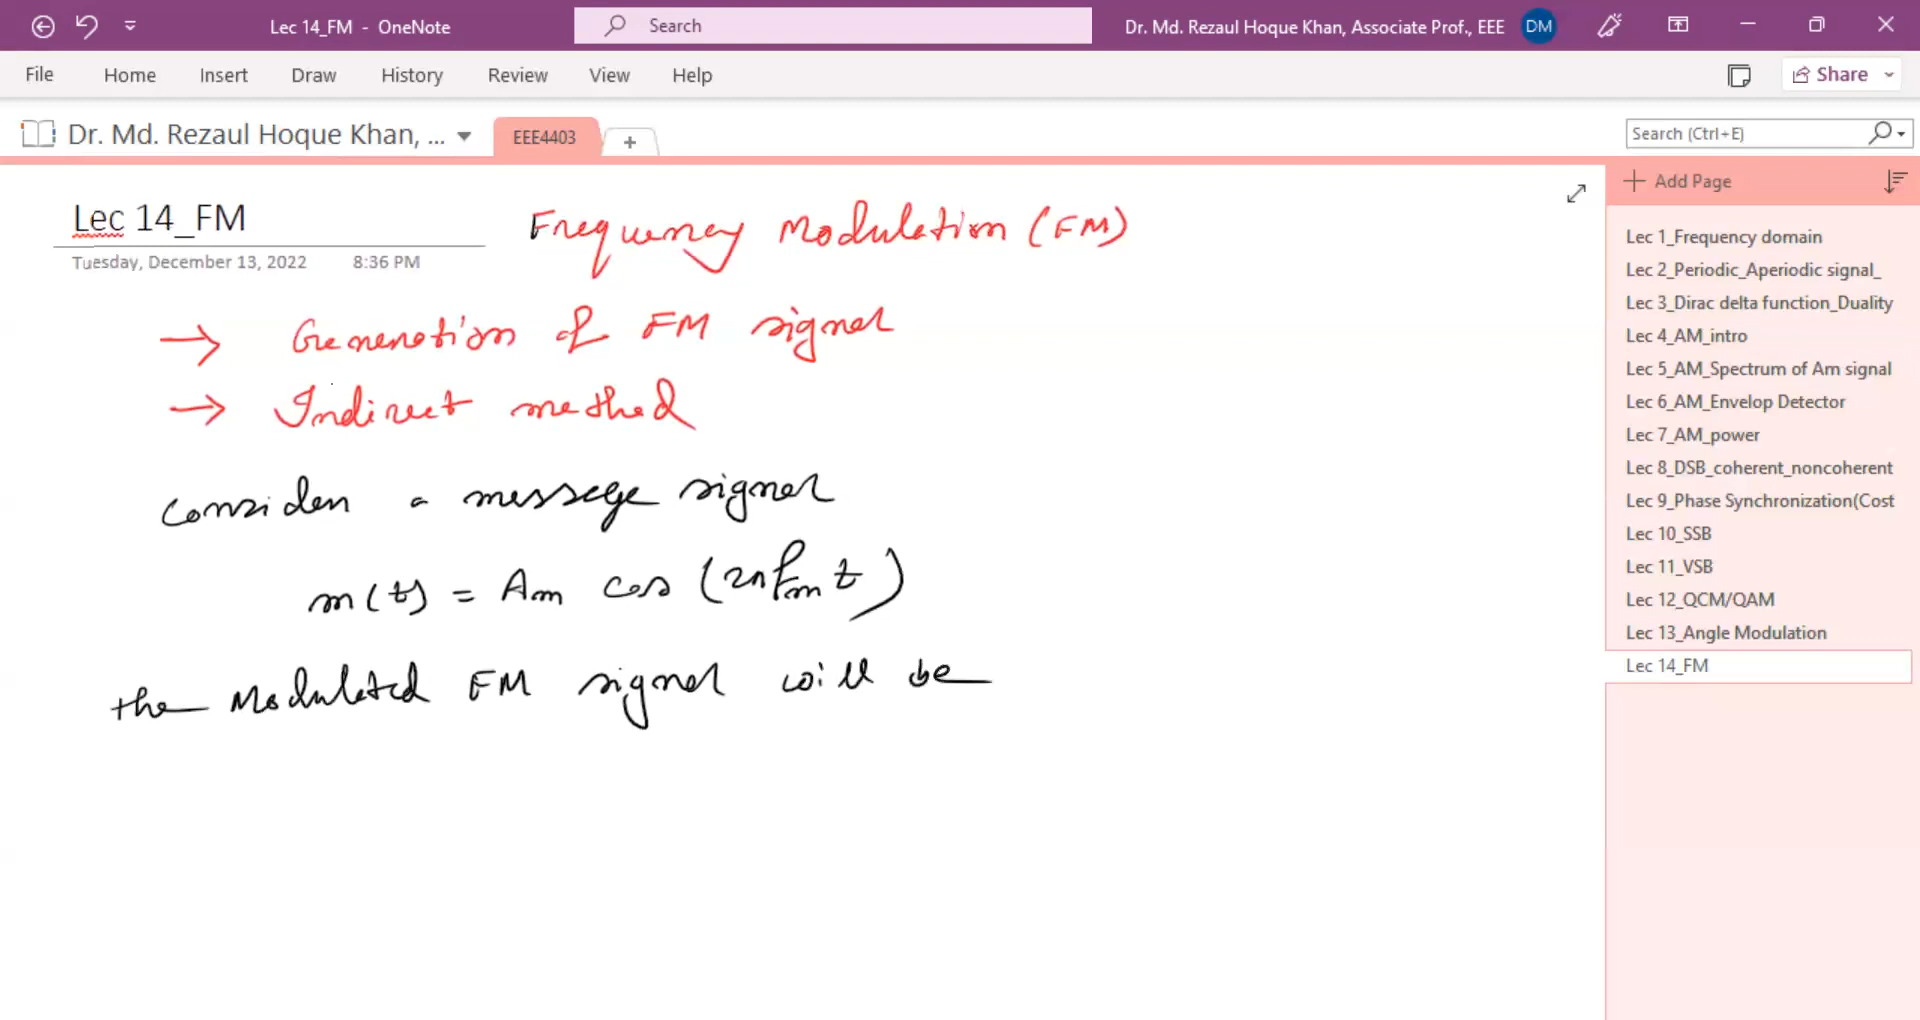 Lec 14_FM - OneNote
Search
Dr. Md. Rezaul Hoque Khan, Associate Prof., EEE
DM
File Home Insert Draw History Review View Help
Share
Dr. Md. Rezaul Hoque Khan, ...
EEE4403
+
Search (Ctrl+E)
Lec 14_FM
Tuesday, December 13, 2022 8:36 PM
Frequency Modulation (FM)
→ Generation of FM signal
→ Indirect method
consider a message signal
m(t) = Am cos (2πfmt)
the Modulated FM signal will be
Add Page
Lec 1_Frequency domain
Lec 2_Periodic_Aperiodic signal_
Lec 3_Dirac delta function_Duality
Lec 4_AM_intro
Lec 5_AM_Spectrum of Am signal
Lec 6_AM_Envelop Detector
Lec 7_AM_power
Lec 8_DSB_coherent_noncoherent
Lec 9_Phase Synchronization(Cost
Lec 10_SSB
Lec 11_VSB
Lec 12_QCM/QAM
Lec 13_Angle Modulation
Lec 14_FM